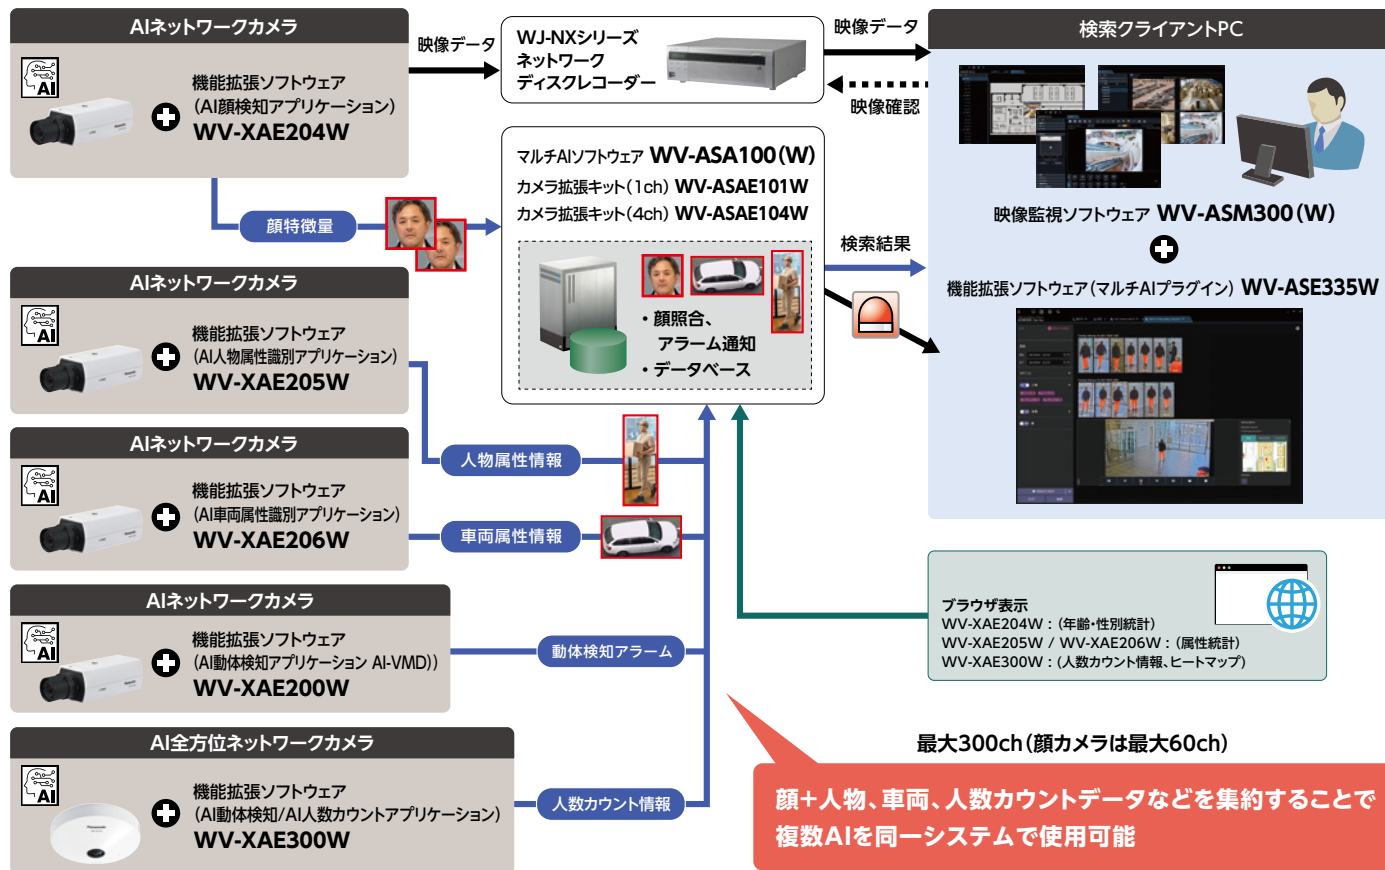 AIネットワークカメラ
AI
機能拡張ソフトウェア
(AI顔検知アプリケーション)
WV-XAE204W
映像データ
WJ-NXシリーズ
ネットワーク
ディスクレコーダー
映像データ
映像確認
検索クライアントPC
映像監視ソフトウェア WV-ASM300(W)
機能拡張ソフトウェア(マルチAIプラグイン) WV-ASE335W
顔特徴量
マルチAIソフトウェア WV-ASA100(W)
カメラ拡張キット(1ch) WV-ASAE101W
カメラ拡張キット(4ch) WV-ASAE104W
・顔照合、
アラーム通知
・データベース
検索結果
AIネットワークカメラ
AI
機能拡張ソフトウェア
(AI人物属性識別アプリケーション)
WV-XAE205W
人物属性情報
AIネットワークカメラ
AI
機能拡張ソフトウェア
(AI車両属性識別アプリケーション)
WV-XAE206W
車両属性情報
AIネットワークカメラ
AI
機能拡張ソフトウェア
(AI動体検知アプリケーション AI-VMD))
WV-XAE200W
動体検知アラーム
AI全方位ネットワークカメラ
AI
Panasonic
機能拡張ソフトウェア
(AI動体検知/AI人数カウントアプリケーション)
WV-XAE300W
人数カウント情報
ブラウザ表示
WV-XAE204W : (年齢・性別統計)
WV-XAE205W / WV-XAE206W : (属性統計)
WV-XAE300W : (人数カウント情報、ヒートマップ)
最大300ch(顔カメラは最大60ch)
顔+人物、車両、人数カウントデータなどを集約することで
複数AIを同一システムで使用可能